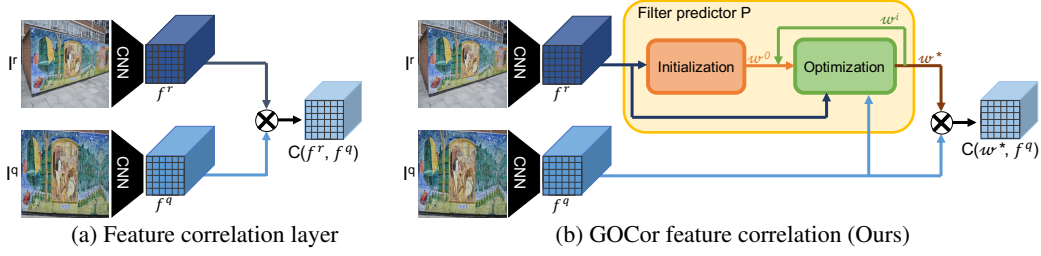 I^r
CNN
f^r
I^q
CNN
f^q
C(f^r, f^q)
(a) Feature correlation layer
Filter predictor P
I^r
CNN
f^r
Initialization
w^0
Optimization
w^i
w*
I^q
CNN
f^q
C(w*, f^q)
(b) GOCor feature correlation (Ours)